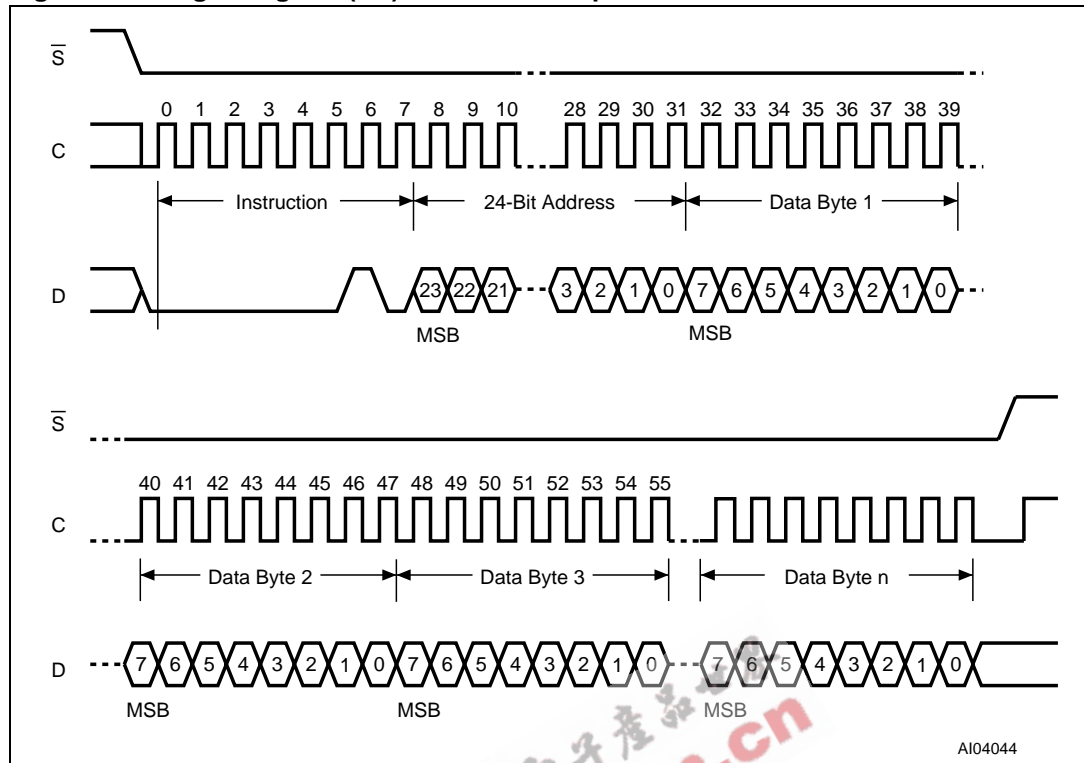 S
0 1 2 3 4 5 6 7 8 9 10 28 29 30 31 32 33 34 35 36 37 38 39
C
Instruction 24-Bit Address Data Byte 1
D 23 22 21 3 2 1 0 7 6 5 4 3 2 1 0
MSB MSB
S
40 41 42 43 44 45 46 47 48 49 50 51 52 53 54 55
C
Data Byte 2 Data Byte 3 Data Byte n
D 7 6 5 4 3 2 1 0 7 6 5 4 3 2 1 0 7 6 5 4 3 2 1 0
MSB MSB MSB
.cn
AI04044